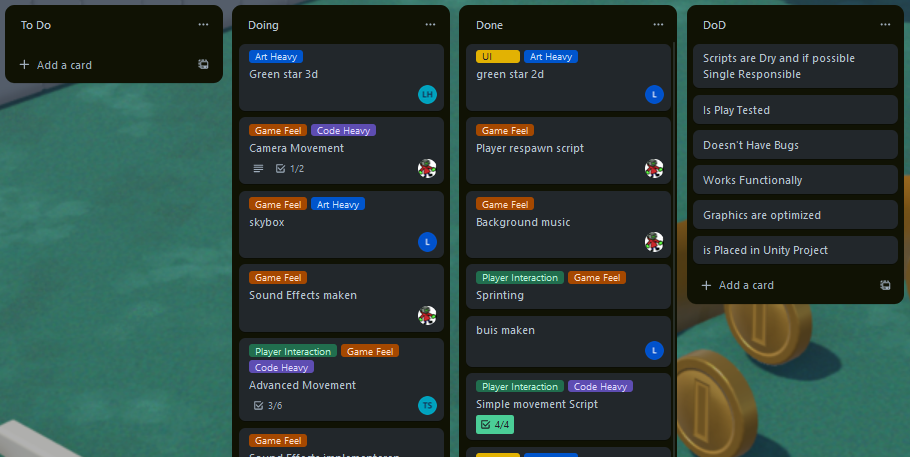 To Do
Add a card
Doing
Art Heavy
Green star 3d
LH
Game Feel Code Heavy
Camera Movement
1/2
Game Feel Art Heavy
skybox
L
Game Feel
Sound Effects maken
Player Interaction Game Feel
Code Heavy
Advanced Movement
3/6
TS
Game Feel
Sound Effects implementeren
Done
UI Art Heavy
green star 2d
L
Game Feel
Player respawn script
Game Feel
Background music
Player Interaction Game Feel
Sprinting
buis maken
L
Player Interaction Code Heavy
Simple movement Script
4/4
DoD
Scripts are Dry and if possible
Single Responsible
Is Play Tested
Doesn't Have Bugs
Works Functionally
Graphics are optimized
is Placed in Unity Project
Add a card